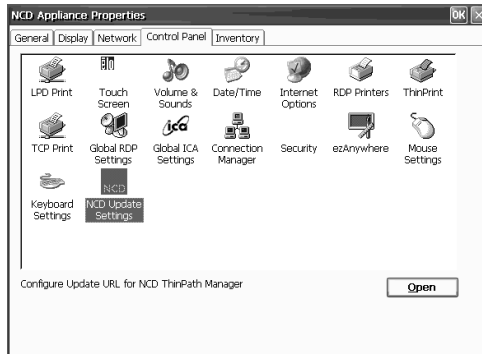 NCD Appliance Properties OK
General Display Network Control Panel Inventory
ica
LPD Print Touch Screen Volume & Sounds Date/Time Internet Options RDP Printers ThinPrint
TCP Print Global RDP Settings Global ICA Settings Connection Manager Security ezAnywhere Mouse Settings
NCD
Keyboard Settings NCD Update Settings
Configure Update URL for NCD ThinPath Manager Open